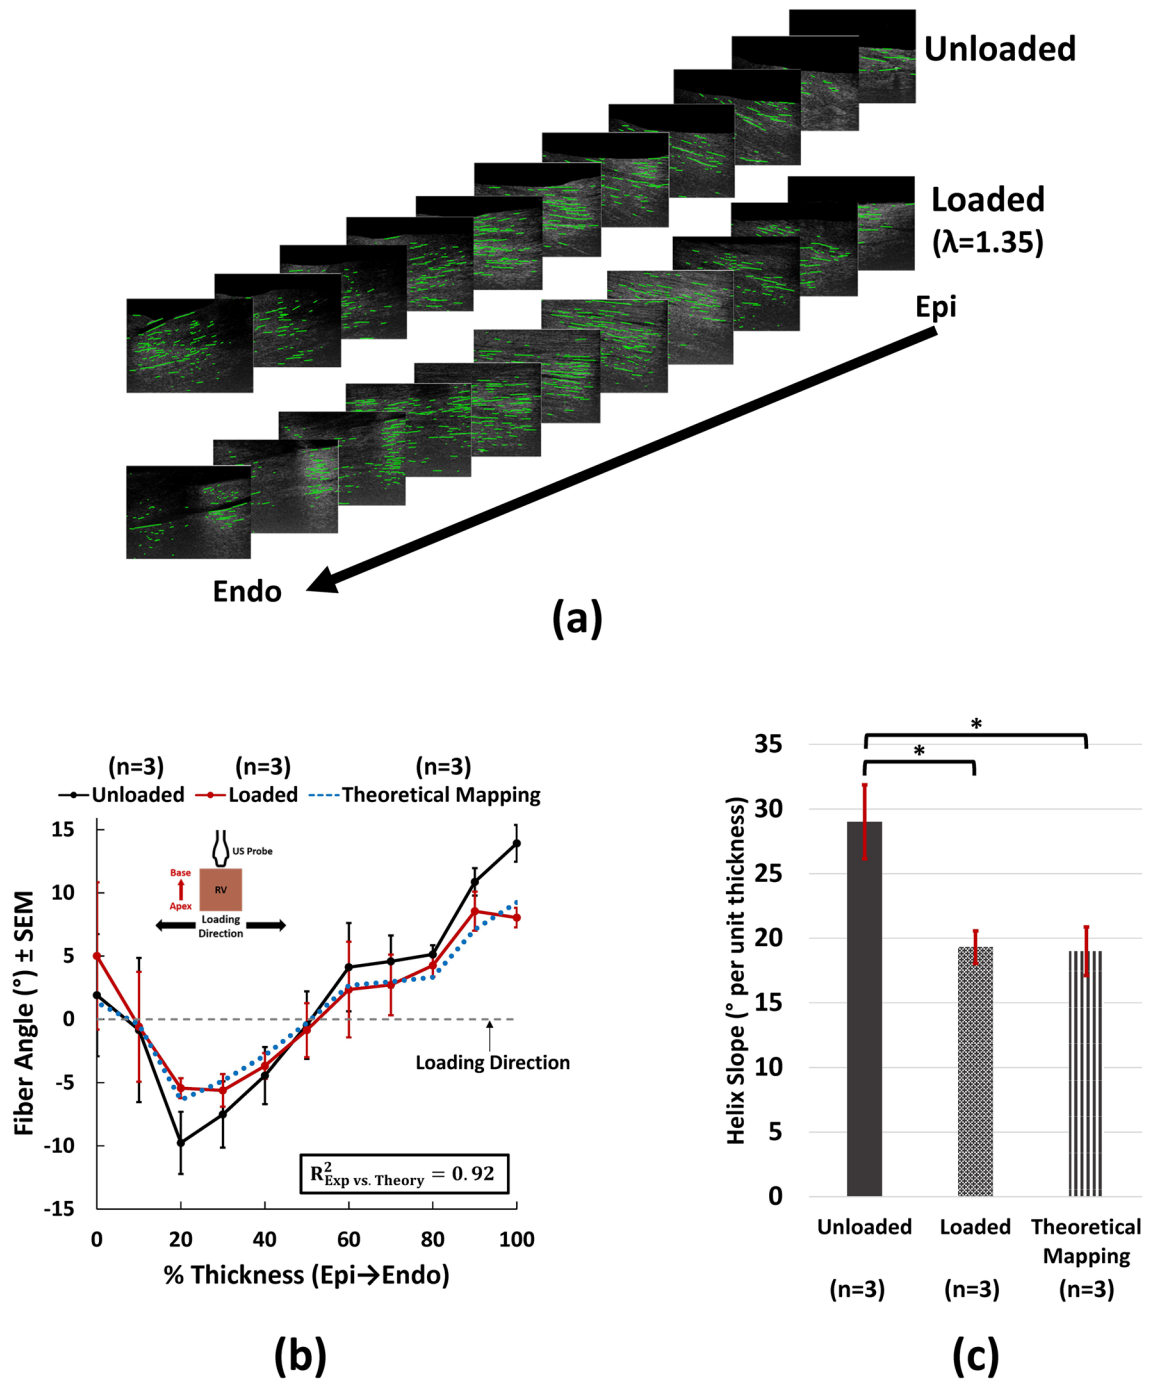 Unloaded
Loaded
(λ=1.35)
Epi
Endo
(a)
(n=3) (n=3) (n=3)
Unloaded Loaded Theoretical Mapping
Fiber Angle (°) ± SEM
15
10
5
0
-5
-10
-15
US Probe
Base
RV
Apex
Loading
Direction
Loading Direction
R²Exp vs. Theory = 0.92
0 20 40 60 80 100
% Thickness (Epi→Endo)
(b)
Helix Slope (° per unit thickness)
35
30
25
20
15
10
5
0
*
*
Unloaded Loaded Theoretical
Mapping
(n=3) (n=3) (n=3)
(c)